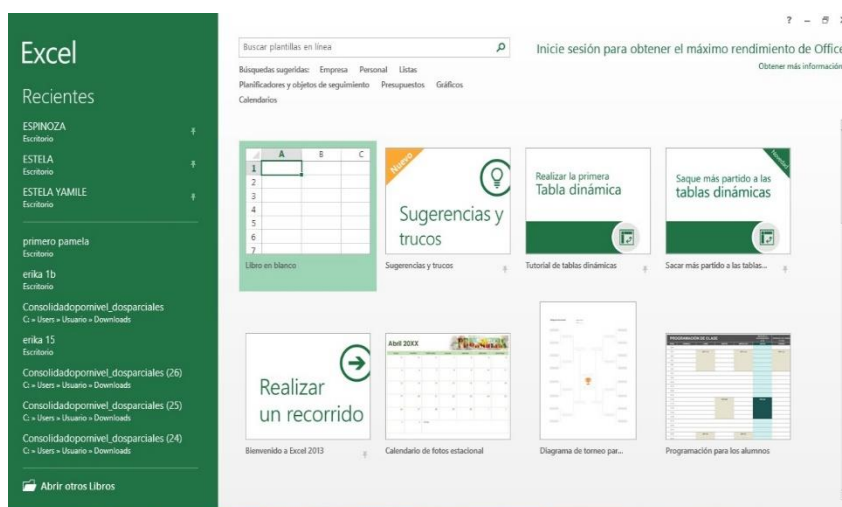 Excel
Recientes
ESPINOZA
Escritorio
ESTELA
Escritorio
ESTELA YAMILE
Escritorio
primero pamela
Escritorio
erika 1b
Escritorio
Consolidadopornivel_dosparciales
C: » Users » Usuario » Downloads
erika 15
Escritorio
Consolidadopornivel_dosparciales (26)
C: » Users » Usuario » Downloads
Consolidadopornivel_dosparciales (25)
C: » Users » Usuario » Downloads
Consolidadopornivel_dosparciales (24)
C: » Users » Usuario » Downloads
Abrir otros Libros
Buscar plantillas en línea
Búsquedas sugeridas: Empresa Personal Listas
Planificadores y objetos de seguimiento Presupuestos Gráficos
Calendarios
?
Inicie sesión para obtener el máximo rendimiento de Office
Obtener más información
A B C
1
2
3
4
5
6
7
Libro en blanco
Nuevo
Sugerencias y
trucos
Sugerencias y trucos
Realizar la primera
Tabla dinámica
Tutorial de tablas dinámicas
Novedad
Saque más partido a las
tablas dinámicas
Sacar más partido a las tablas...
Realizar
un recorrido
Bienvenido a Excel 2013
Abril 20XX
Calendario de fotos estacional
Diagrama de torneo par...
PROGRAMACIÓN DE CLASE
Programación para los alumnos